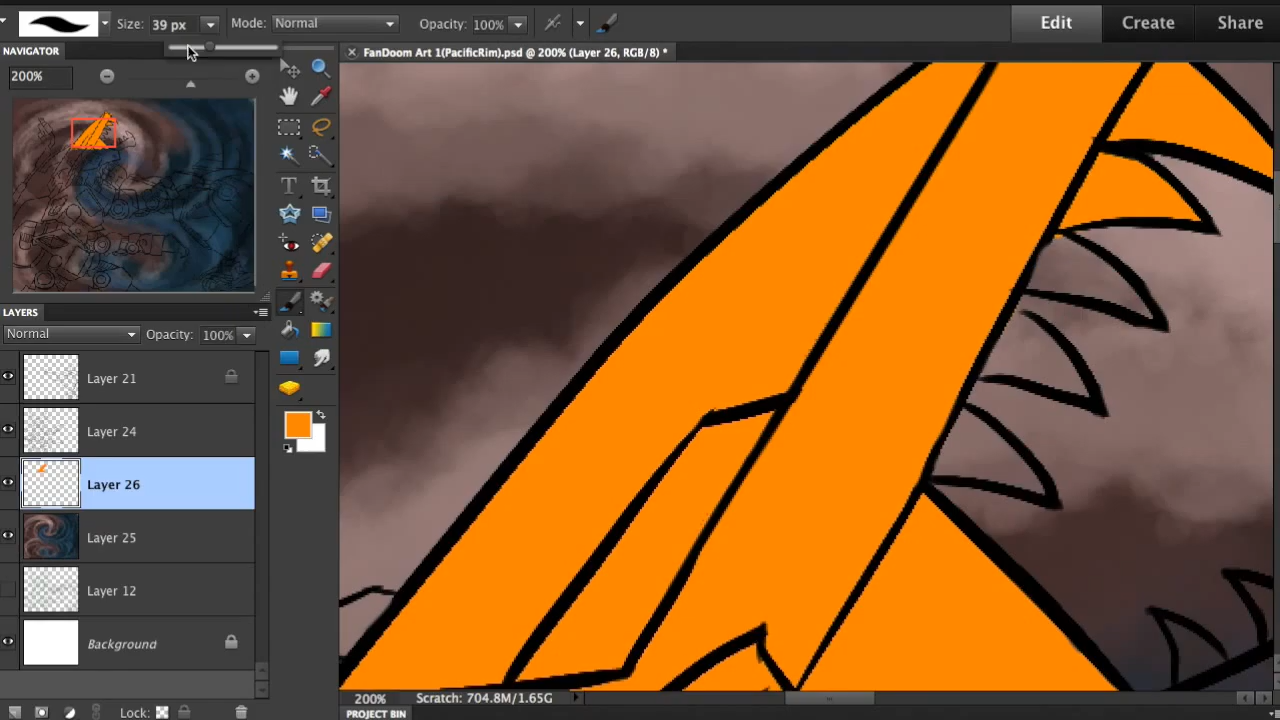 Size: 39 px Mode: Normal Opacity: 100% Edit Create Share
NAVIGATOR
FanDoom Art 1(PacificRim).psd @ 200% (Layer 26, RGB/8) *
200%
LAYERS
Normal Opacity: 100%
Layer 21
Layer 24
Layer 26
Layer 25
Layer 12
Background
Lock:
200% Scratch: 704.8M/1.65G
PROJECT BIN